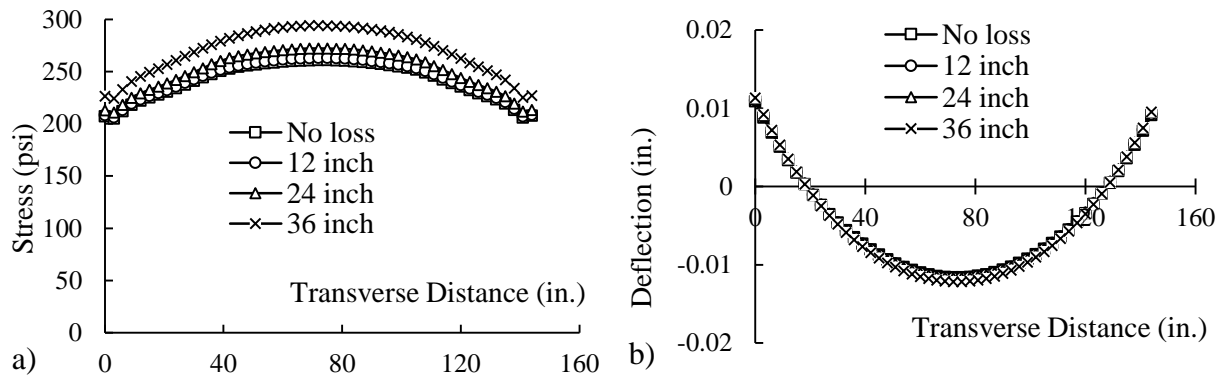 300
250
200
150
100
50
0
Stress (psi)
No loss
12 inch
24 inch
36 inch
Transverse Distance (in.)
0 40 80 120 160
a)
0.02
0.01
0
-0.01
-0.02
Deflection (in.)
No loss
12 inch
24 inch
36 inch
0 40 80 120 160
Transverse Distance (in.)
b)